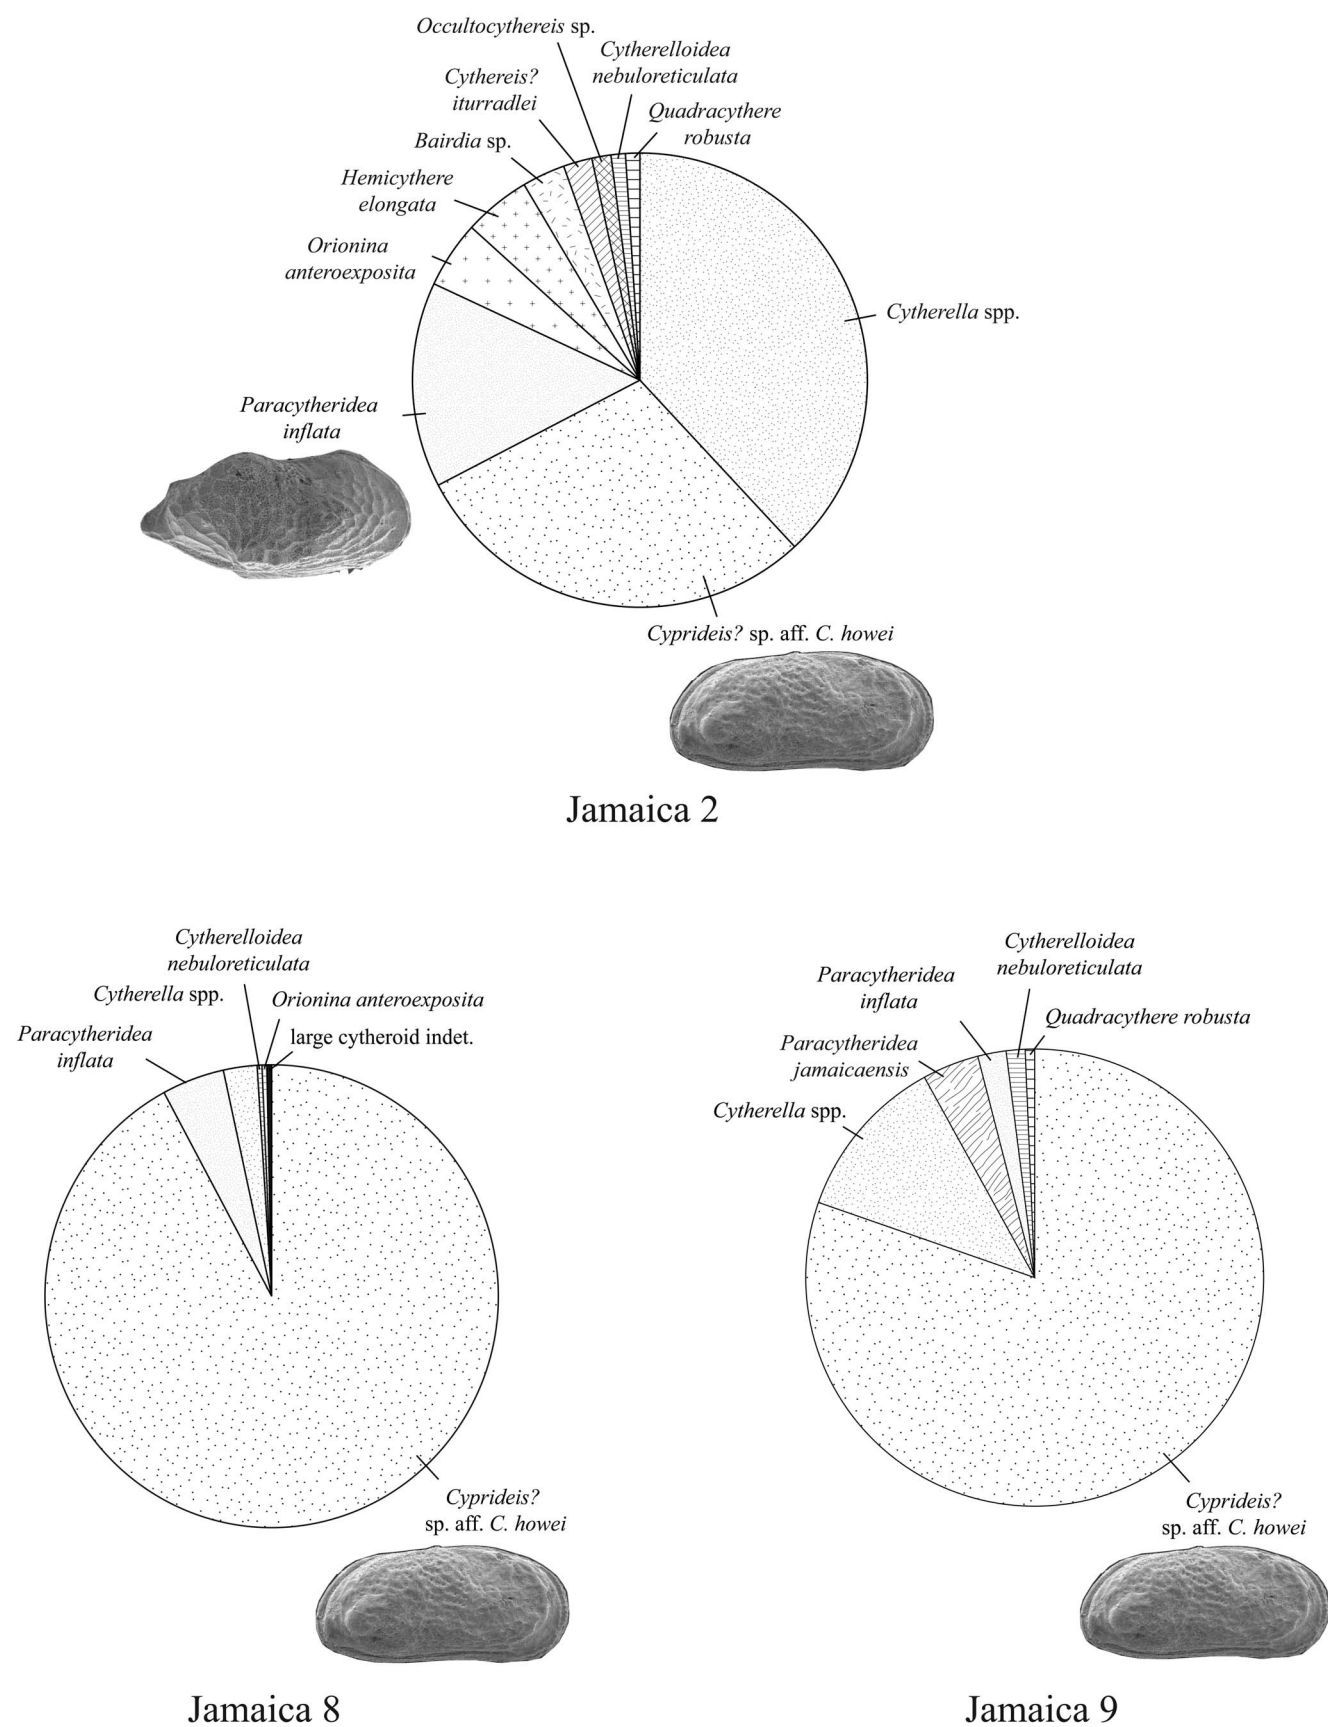 Occultocythereis sp.
Cytherelloidea
nebuloreticulata
Cythereis?
iturradlei
Quadracythere
robusta
Bairdia sp.
Hemicythere
elongata
Orionina
anteroexposita
Cytherella spp.
Paracytheridea
inflata
Cyprideis? sp. aff. C. howei
Jamaica 2
Cytherelloidea
nebuloreticulata
Cytherella spp.
Orionina anteroexposita
Paracytheridea
inflata
large cytheroid indet.
Cyprideis?
sp. aff. C. howei
Jamaica 8
Cytherelloidea
nebuloreticulata
Paracytheridea
inflata
Quadracythere robusta
Paracytheridea
jamaicaensis
Cytherella spp.
Cyprideis?
sp. aff. C. howei
Jamaica 9